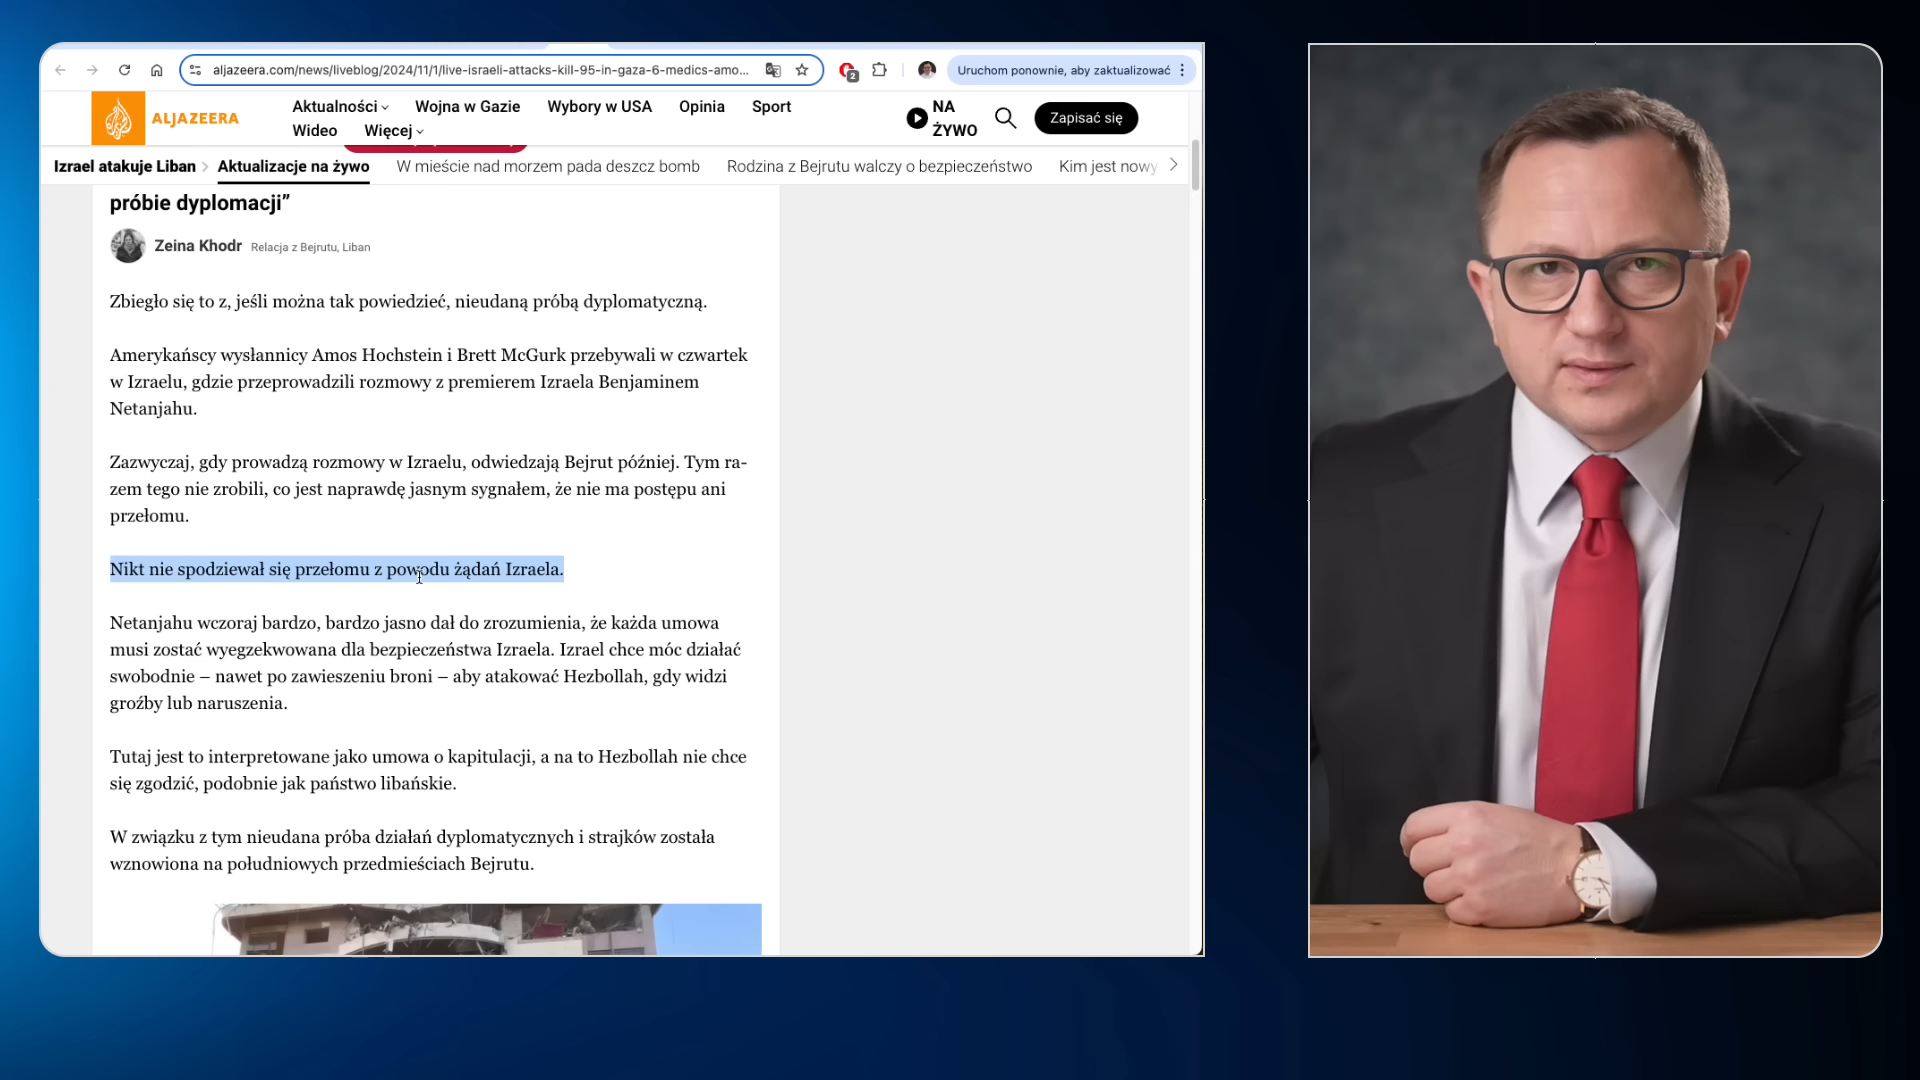 aljazeera.com/news/liveblog/2024/11/1/live-israeli-attacks-kill-95-in-gaza-6-medics-amo...
2
Uruchom ponownie, aby zaktualizować
ALJAZEERA
Aktualności
Wojna w Gazie
Wybory w USA
Opinia
Sport
Wideo
Więcej
NA
ŻYWO
Zapisać się
Izrael atakuje Liban
Aktualizacje na żywo
W mieście nad morzem pada deszcz bomb
Rodzina z Bejrutu walczy o bezpieczeństwo
Kim jest nowy
próbie dyplomacji”
Zeina Khodr Relacja z Bejrutu, Liban
Zbiegło się to z, jeśli można tak powiedzieć, nieudaną próbą dyplomatyczną.
Amerykańscy wysłannicy Amos Hochstein i Brett McGurk przebywali w czwartek
w Izraelu, gdzie przeprowadzili rozmowy z premierem Izraela Benjaminem
Netanjahu.
Zazwyczaj, gdy prowadzą rozmowy w Izraelu, odwiedzają Bejrut później. Tym ra-
zem tego nie zrobili, co jest naprawdę jasnym sygnałem, że nie ma postępu ani
przełomu.
Nikt nie spodziewał się przełomu z powodu żądań Izraela.
Netanjahu wczoraj bardzo, bardzo jasno dał do zrozumienia, że każda umowa
musi zostać wyegzekwowana dla bezpieczeństwa Izraela. Izrael chce móc działać
swobodnie – nawet po zawieszeniu broni – aby atakować Hezbollah, gdy widzi
groźby lub naruszenia.
Tutaj jest to interpretowane jako umowa o kapitulacji, a na to Hezbollah nie chce
się zgodzić, podobnie jak państwo libańskie.
W związku z tym nieudana próba działań dyplomatycznych i strajków została
wznowiona na południowych przedmieściach Bejrutu.